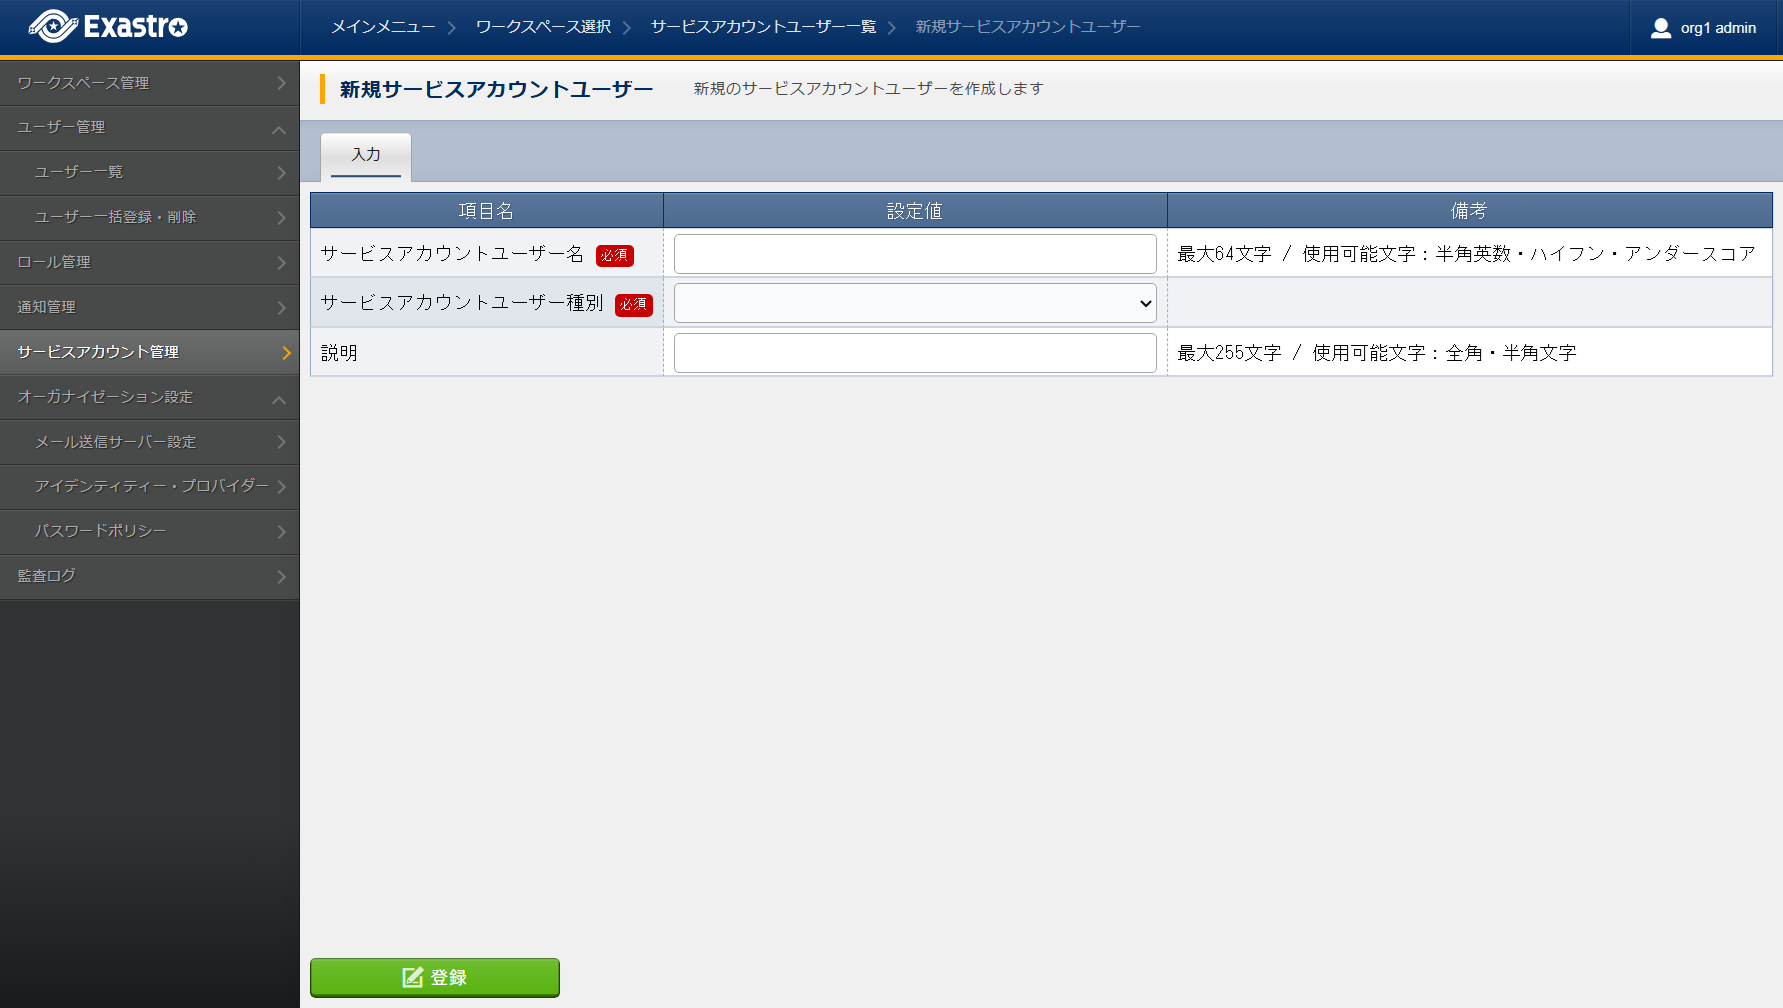 Exastro
メインメニュー ワークスペース選択 サービスアカウントユーザー一覧 新規サービスアカウントユーザー
org1 admin
ワークスペース管理
ユーザー管理
ユーザー一覧
ユーザー一括登録・削除
ロール管理
通知管理
サービスアカウント管理
オーガナイゼーション設定
メール送信サーバー設定
アイデンティティー・プロバイダー
パスワードポリシー
監査ログ
新規サービスアカウントユーザー 新規のサービスアカウントユーザーを作成します
入力
項目名 設定値 備考
サービスアカウントユーザー名 必須 最大64文字 / 使用可能文字：半角英数・ハイフン・アンダースコア
サービスアカウントユーザー種別 必須
説明 最大255文字 / 使用可能文字：全角・半角文字
登録